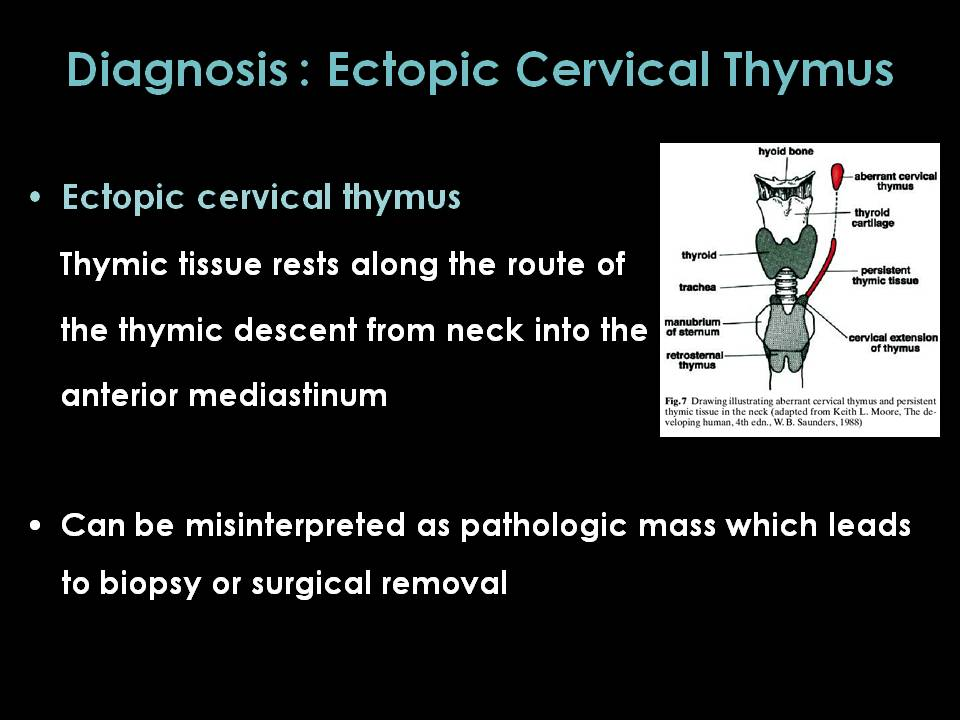 Diagnosis : Ectopic Cervical Thymus
• Ectopic cervical thymus
Thymic tissue rests along the route of
the thymic descent from neck into the
anterior mediastinum
• Can be misinterpreted as pathologic mass which leads
to biopsy or surgical removal
hyoid bone
aberrant cervical
thymus
thyroid
cartilage
thyroid
persistent
thymic tissue
trachea
manubrium
of sternum
cervical extension
of thymus
retrosternal
thymus
Fig.7 Drawing illustrating aberrant cervical thymus and persistent
thymic tissue in the neck (adapted from Keith L. Moore, The de-
veloping human, 4th edn., W. B. Saunders, 1988)